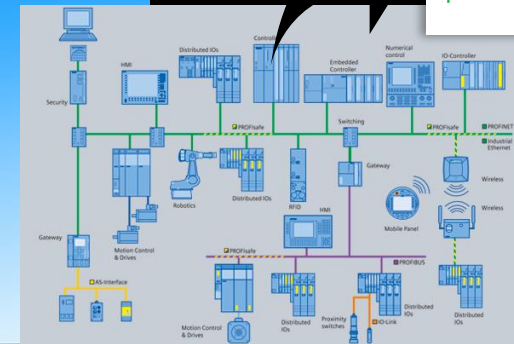 Controller
Distributed IOs
Embedded
Controller
Numerical
control
IO-Controller
HMI
Security
Switching
PROFIsafe
PROFIsafe
PROFINET
Industrial
Ethernet
Gateway
Wireless
Robotics
Distributed IOs
RFID
HMI
Mobile Panel
Wireless
Gateway
Motion Control
& Drives
PROFIsafe
PROFIBUS
AS-Interface
Motion Control
& Drives
Distributed
IOs
Proximity
switches
IO-Link
Distributed
IOs
Distributed
IOs